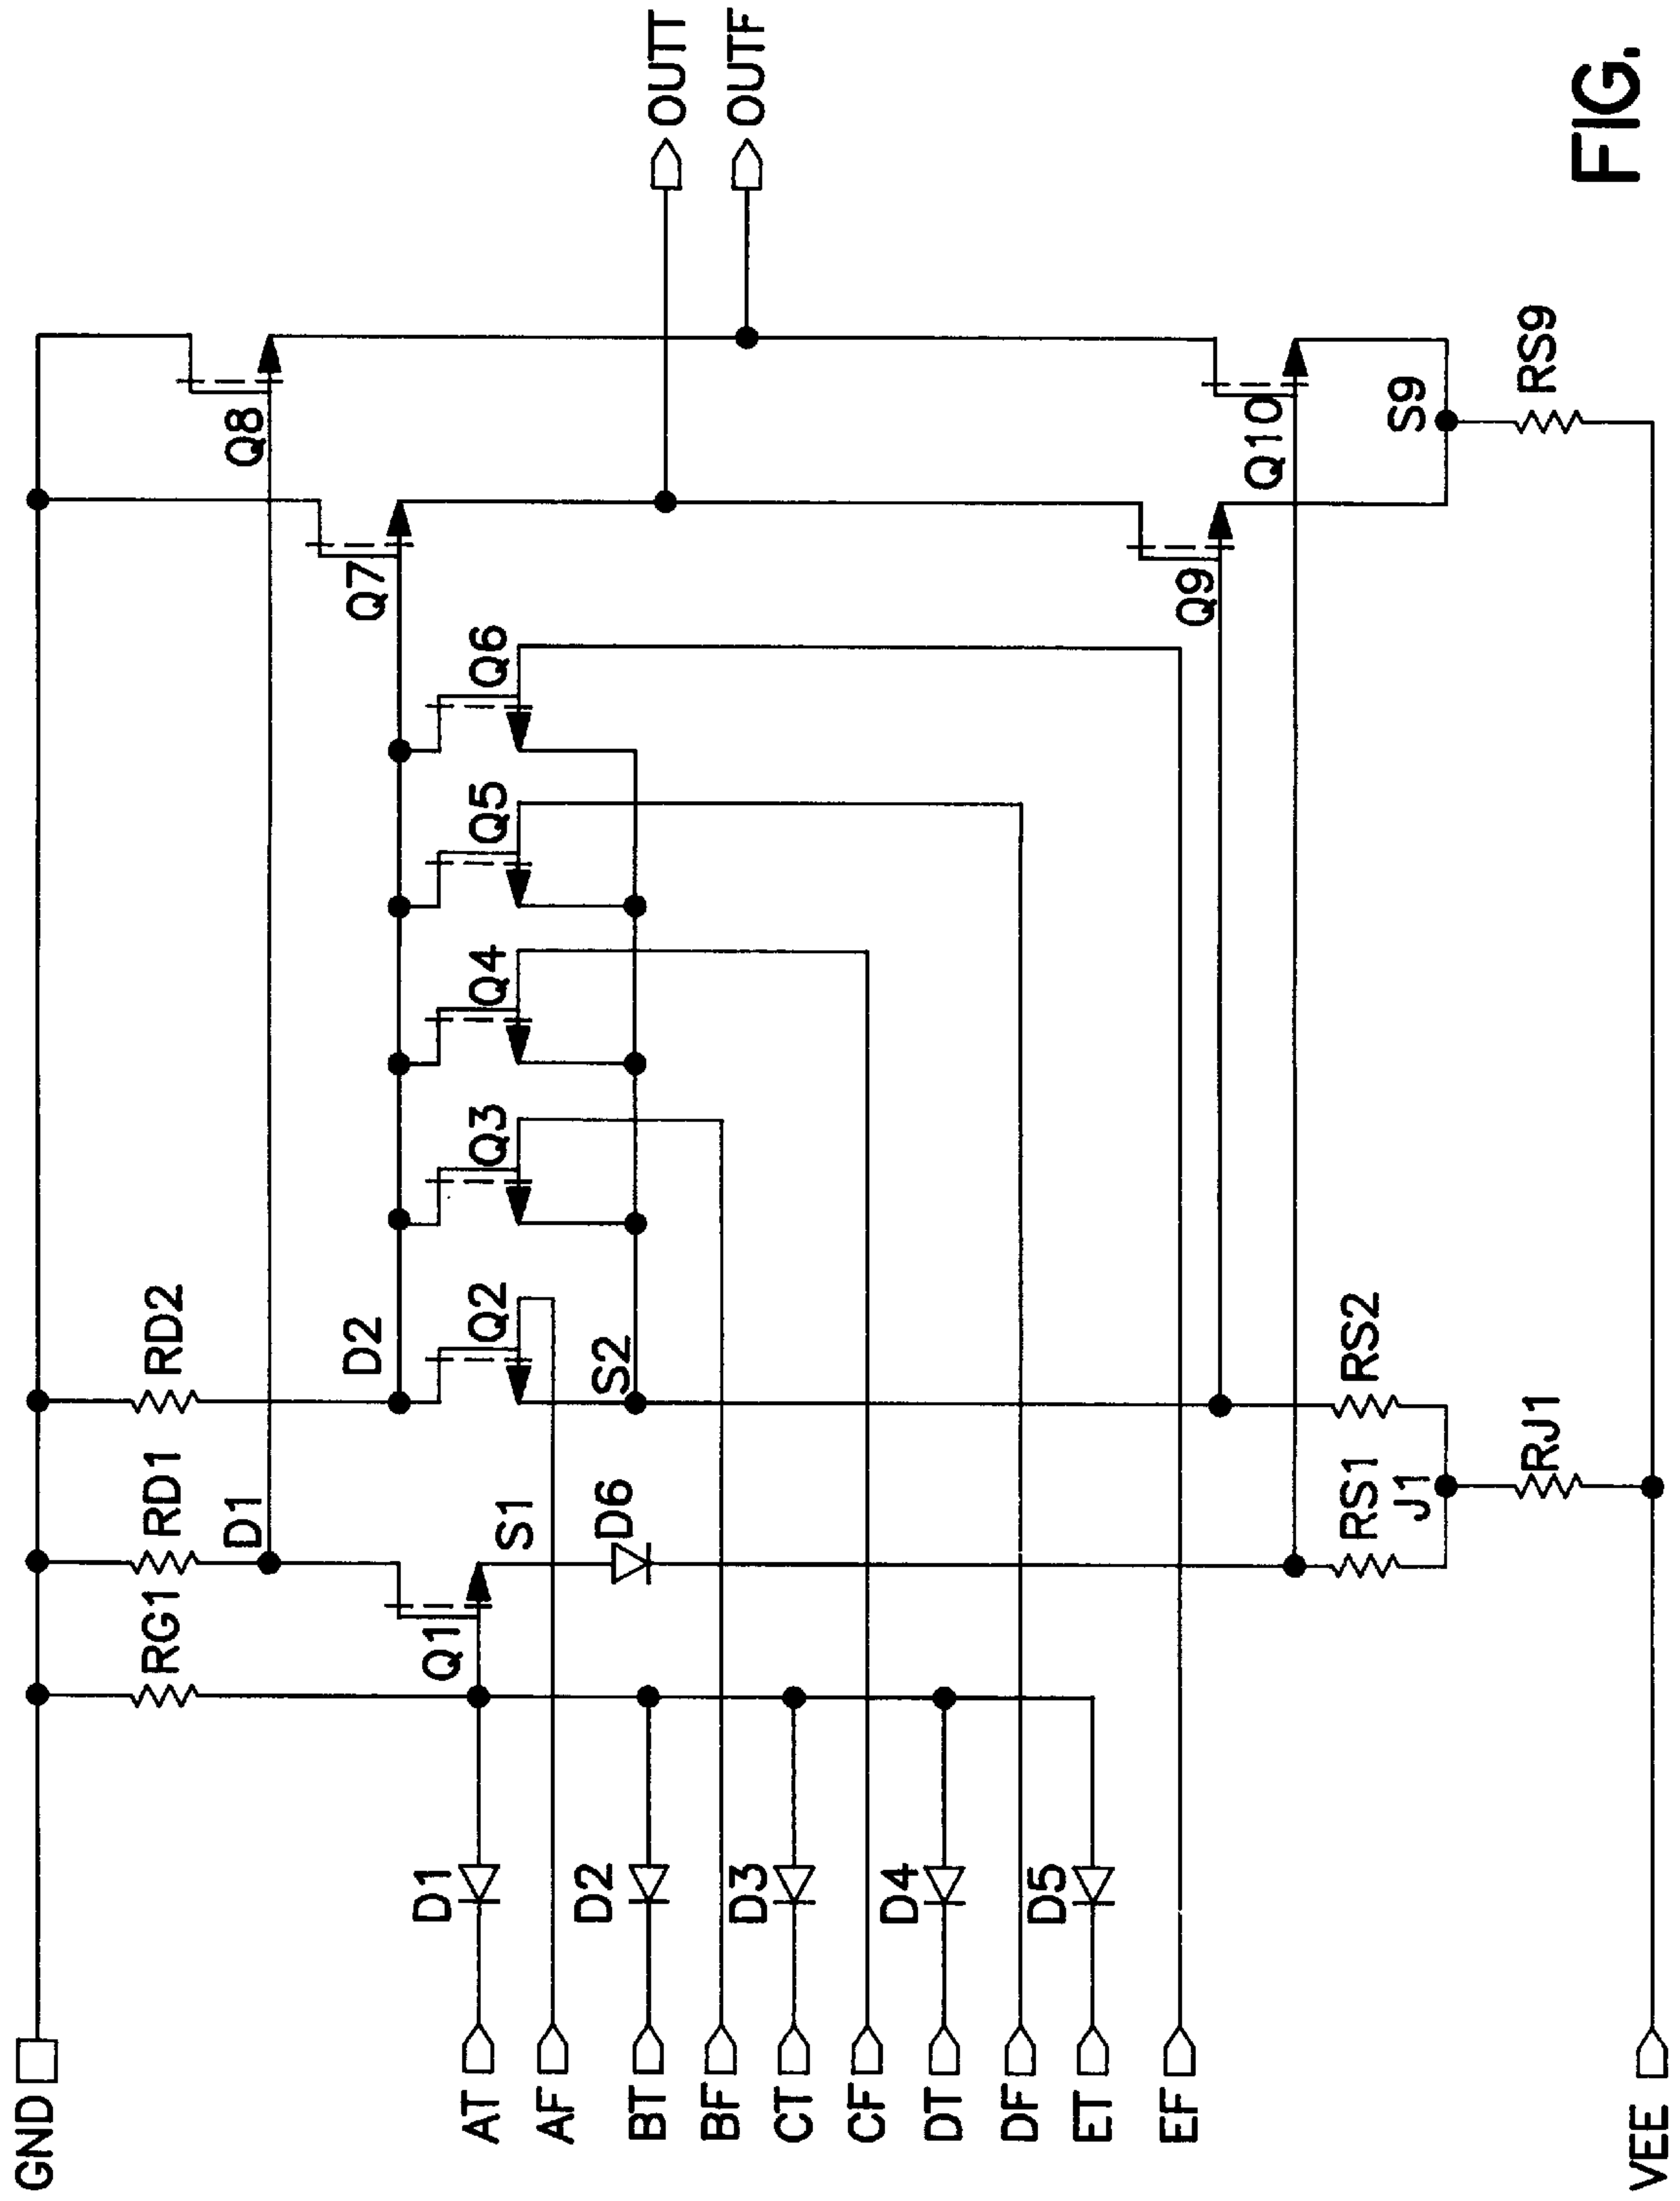 GND
RG1
RD1
RD2
D1
D2
Q8
Q7
Q1
Q2
Q3
Q4
Q5
Q6
S1
S2
D6
OUTT
OUTF
AT
D1
AF
BT
D2
BF
CT
D3
CF
DT
D4
DF
ET
D5
EF
Q9
Q10
RS1
RS2
J1
S9
RJ1
RS9
VEE
FIG.